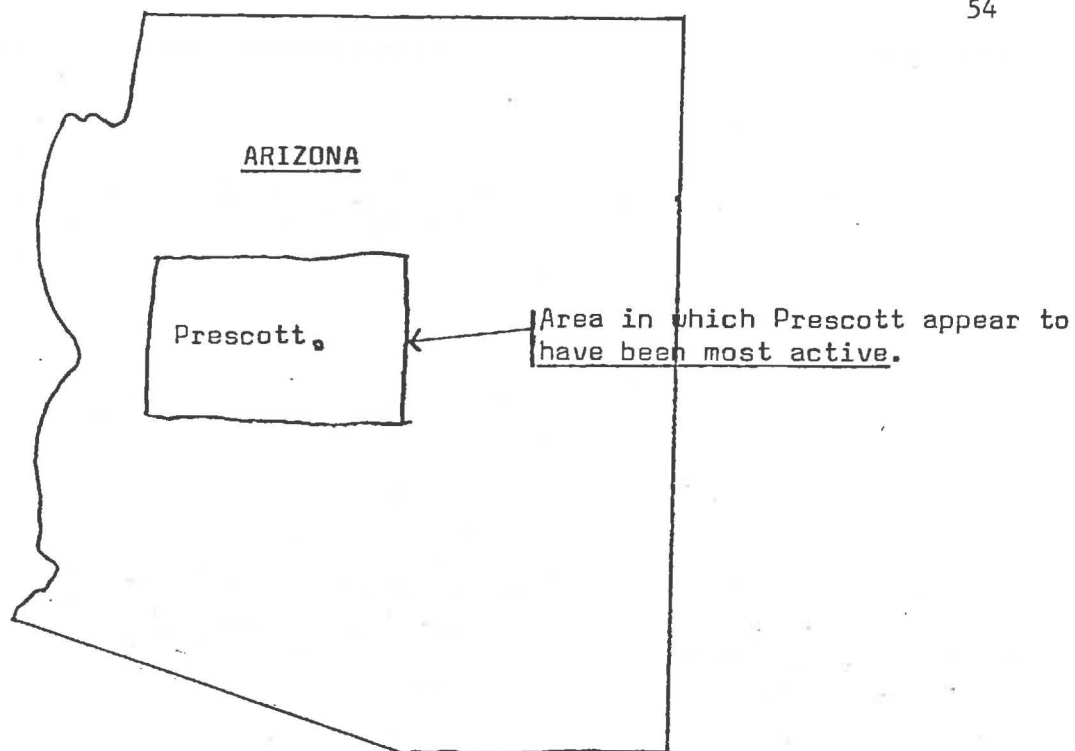 54
ARIZONA
Prescott
Area in which Prescott appear to
have been most active.